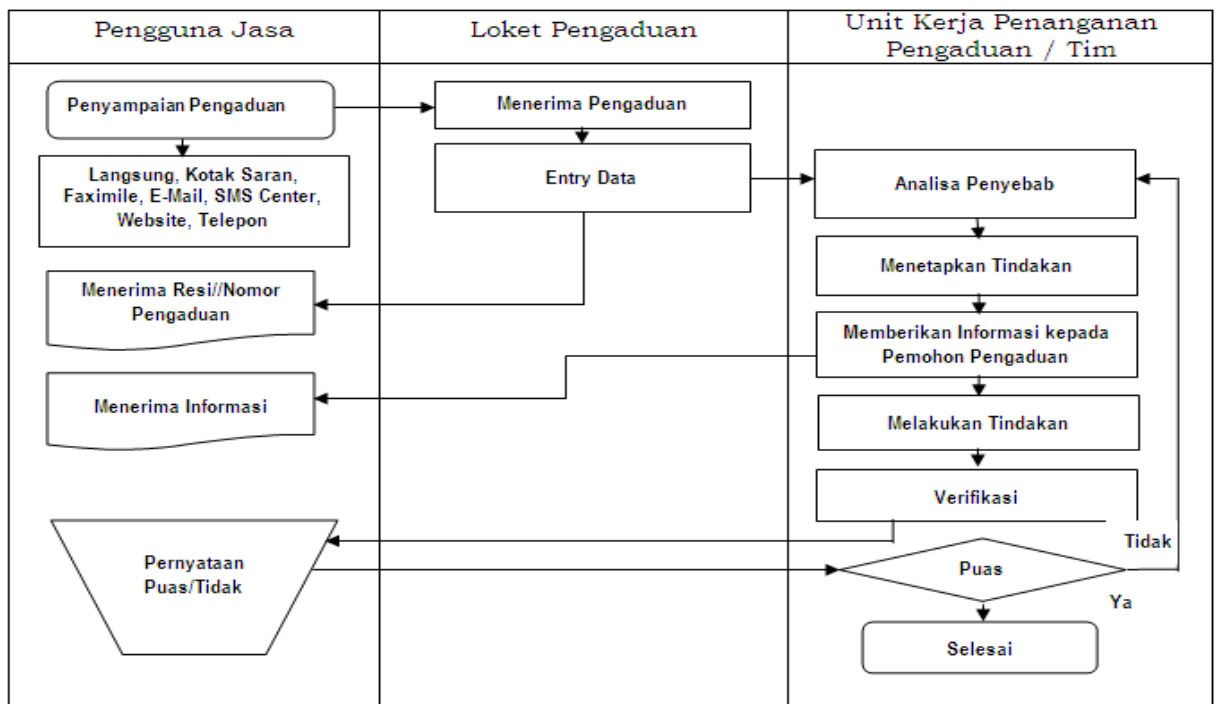 Pengguna Jasa
Loket Pengaduan
Unit Kerja Penanganan
Pengaduan / Tim
Penyampaian Pengaduan
Menerima Pengaduan
Langsung, Kotak Saran,
Faximile, E-Mail, SMS Center,
Website, Telepon
Entry Data
Analisa Penyebab
Menetapkan Tindakan
Menerima Resi//Nomor
Pengaduan
Memberikan Informasi kepada
Pemohon Pengaduan
Menerima Informasi
Melakukan Tindakan
Verifikasi
Pernyataan
Puas/Tidak
Puas
Tidak
Ya
Selesai